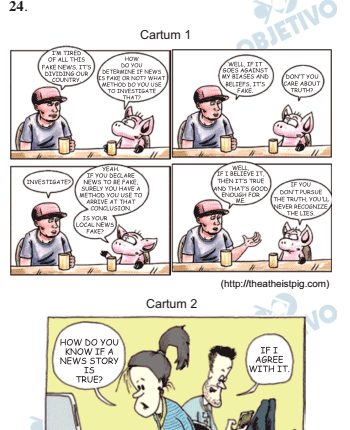 24.
OBJETIVO
Cartum 1
I'M TIRED
OF ALL THIS
FAKE NEWS, IT'S
DIVIDING OUR
COUNTRY.
HOW
DO YOU
DETERMINE IF NEWS
IS FAKE OR NOT? WHAT
METHOD DO YOU USE
TO INVESTIGATE
THAT?
WELL, IF IT
GOES AGAINST
MY BIASES AND
BELIEFS, IT'S
FAKE.
DON'T YOU
CARE ABOUT
TRUTH?
INVESTIGATE?
YEAH.
IF YOU DECLARE
NEWS TO BE FAKE,
SURELY YOU HAVE A
METHOD YOU USE TO
ARRIVE AT THAT
CONCLUSION.
IS YOUR
LOCAL NEWS
FAKE?
WELL,
IF I BELIEVE IT,
THEN IT'S TRUE
AND THAT'S GOOD
ENOUGH FOR
ME.
IF YOU
DON'T PURSUE
THE TRUTH, YOU'LL
NEVER RECOGNIZE
THE LIES.
(http://theatheistpig.com)
Cartum 2
HOW DO YOU
KNOW IF A
NEWS STORY
IS
TRUE?
IF I
AGREE
WITH IT.